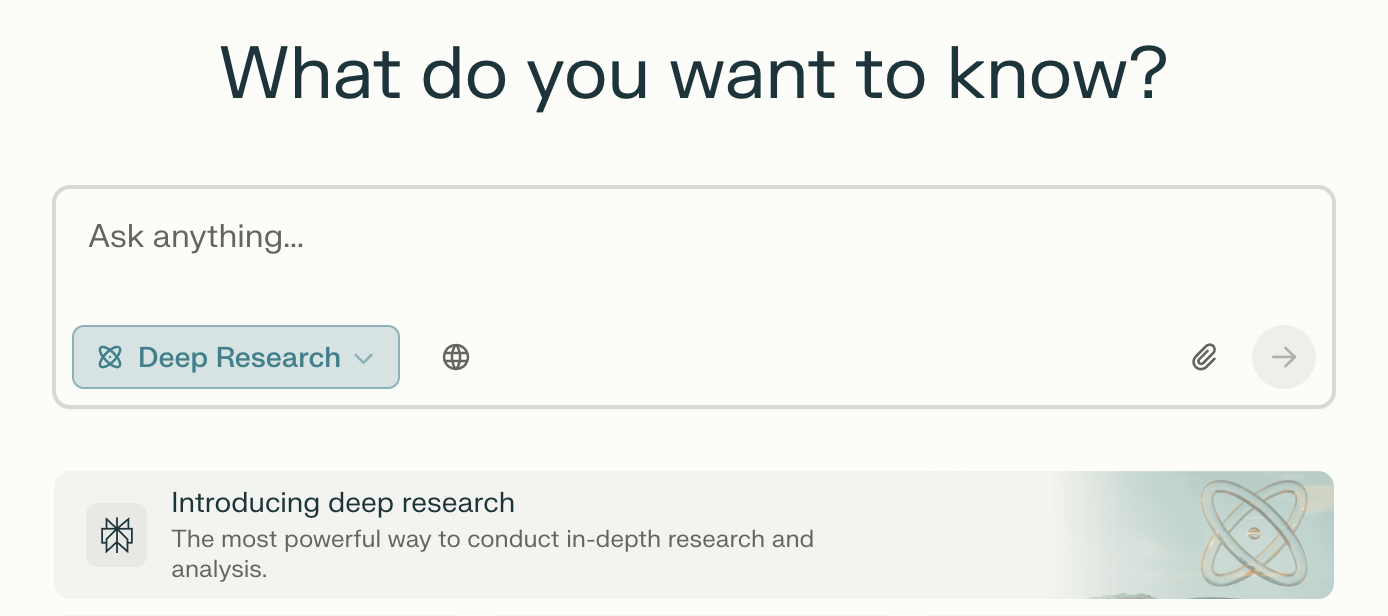 What do you want to know?
Ask anything...
Deep Research
Introducing deep research
The most powerful way to conduct in-depth research and
analysis.